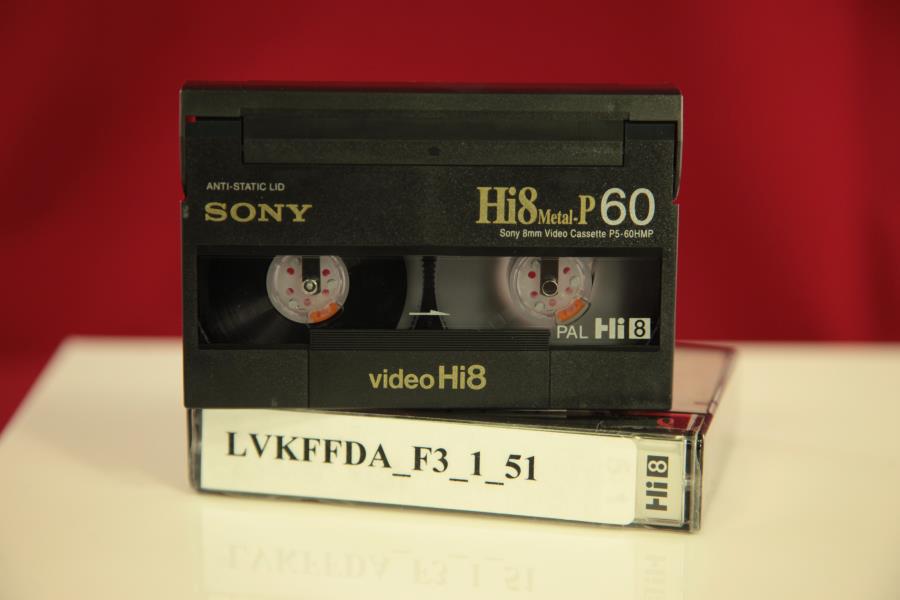 ANTI-STATIC LID
SONY
Hi8 Metal-P 60
Sony 8mm Video Cassette P5-60HMP
PAL Hi8
video Hi8
LVKFFDA_F3_1_51
Hi8